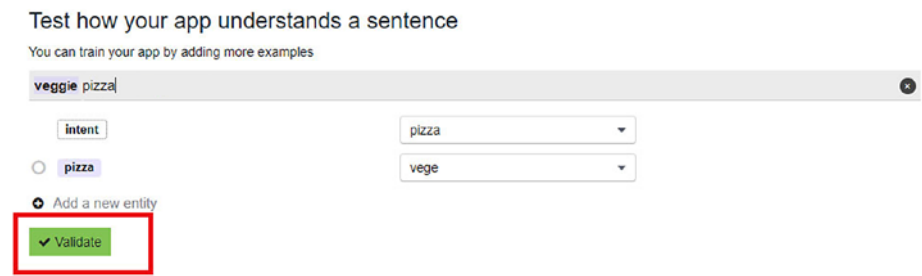 Test how your app understands a sentence
You can train your app by adding more examples
veggie pizza
intent pizza
pizza vege
Add a new entity
Validate